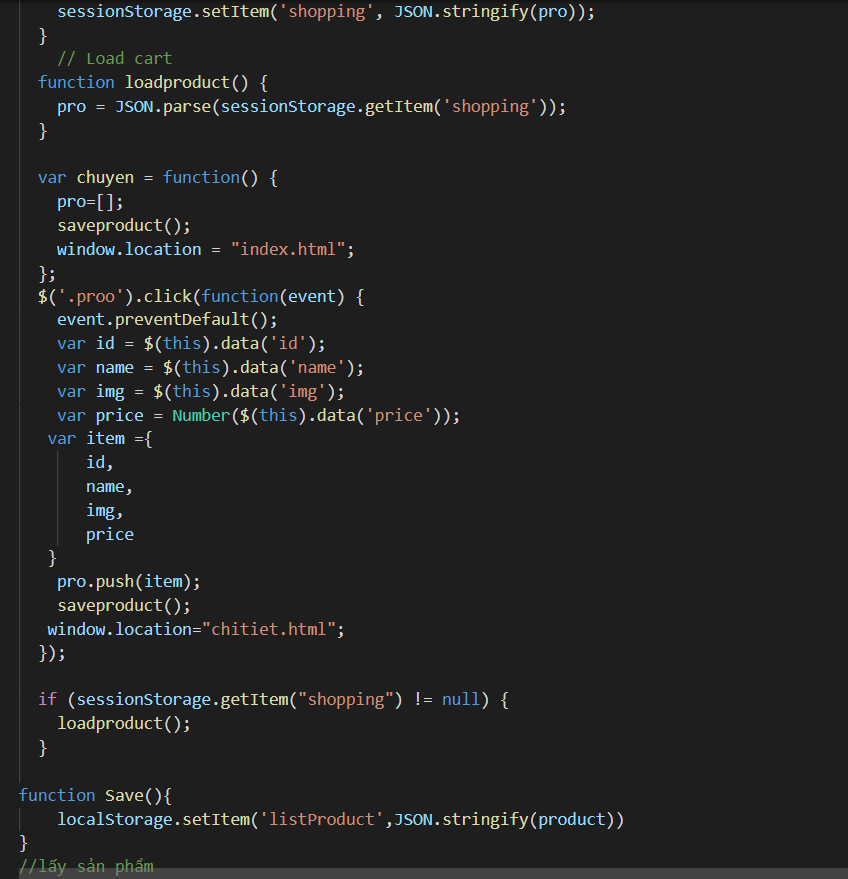 sessionStorage.setItem('shopping', JSON.stringify(pro));
}
// Load cart
function loadproduct() {
pro = JSON.parse(sessionStorage.getItem('shopping'));
}
var chuyen = function() {
pro=[];
saveproduct();
window.location = "index.html";
};
$('.proo').click(function(event) {
event.preventDefault();
var id = $(this).data('id');
var name = $(this).data('name');
var img = $(this).data('img');
var price = Number($(this).data('price'));
var item ={
id,
name,
img,
price
}
pro.push(item);
saveproduct();
window.location="chitiet.html";
});
if (sessionStorage.getItem("shopping") != null) {
loadproduct();
}
function Save(){
localStorage.setItem('listProduct',JSON.stringify(product))
}
//lấy sản phẩm